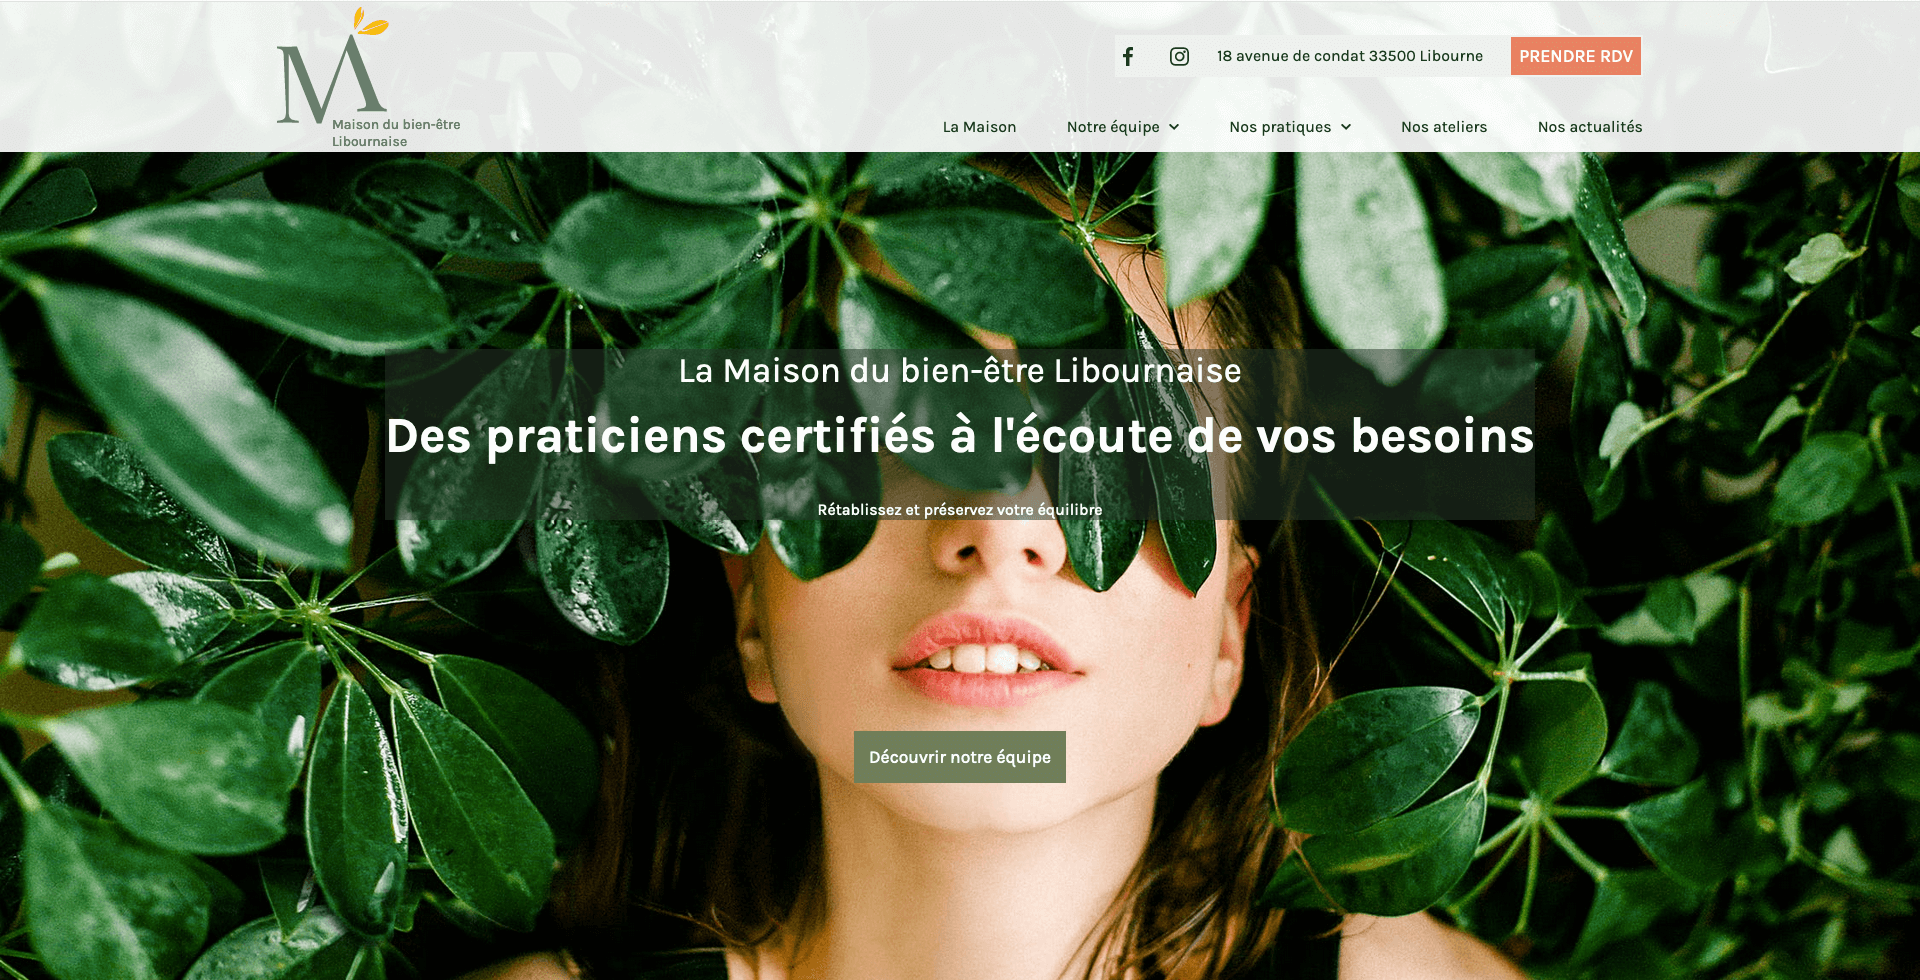 M
Maison du bien-être
Libournaise
18 avenue de condat 33500 Libourne
PRENDRE RDV
La Maison
Notre équipe
Nos pratiques
Nos ateliers
Nos actualités
La Maison du bien-être Libournaise
Des praticiens certifiés à l'écoute de vos besoins
Rétablissez et préservez votre équilibre
Découvrir notre équipe